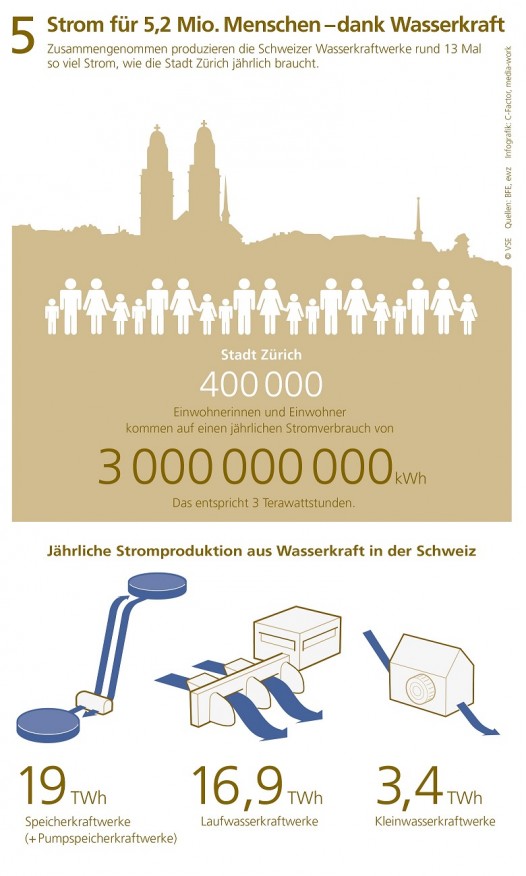 5 Strom für 5,2 Mio. Menschen – dank Wasserkraft
Zusammengenommen produzieren die Schweizer Wasserkraftwerke rund 13 Mal
so viel Strom, wie die Stadt Zürich jährlich braucht.
© VSE Quellen: BFE, ewz Infografik: C-Factor, media-work
Stadt Zürich
400 000
Einwohnerinnen und Einwohner
kommen auf einen jährlichen Stromverbrauch von
3 000 000 000 kWh
Das entspricht 3 Terawattstunden.
Jährliche Stromproduktion aus Wasserkraft in der Schweiz
19 TWh
Speicherkraftwerke
(+ Pumpspeicherkraftwerke)
16,9 TWh
Laufwasserkraftwerke
3,4 TWh
Kleinwasserkraftwerke